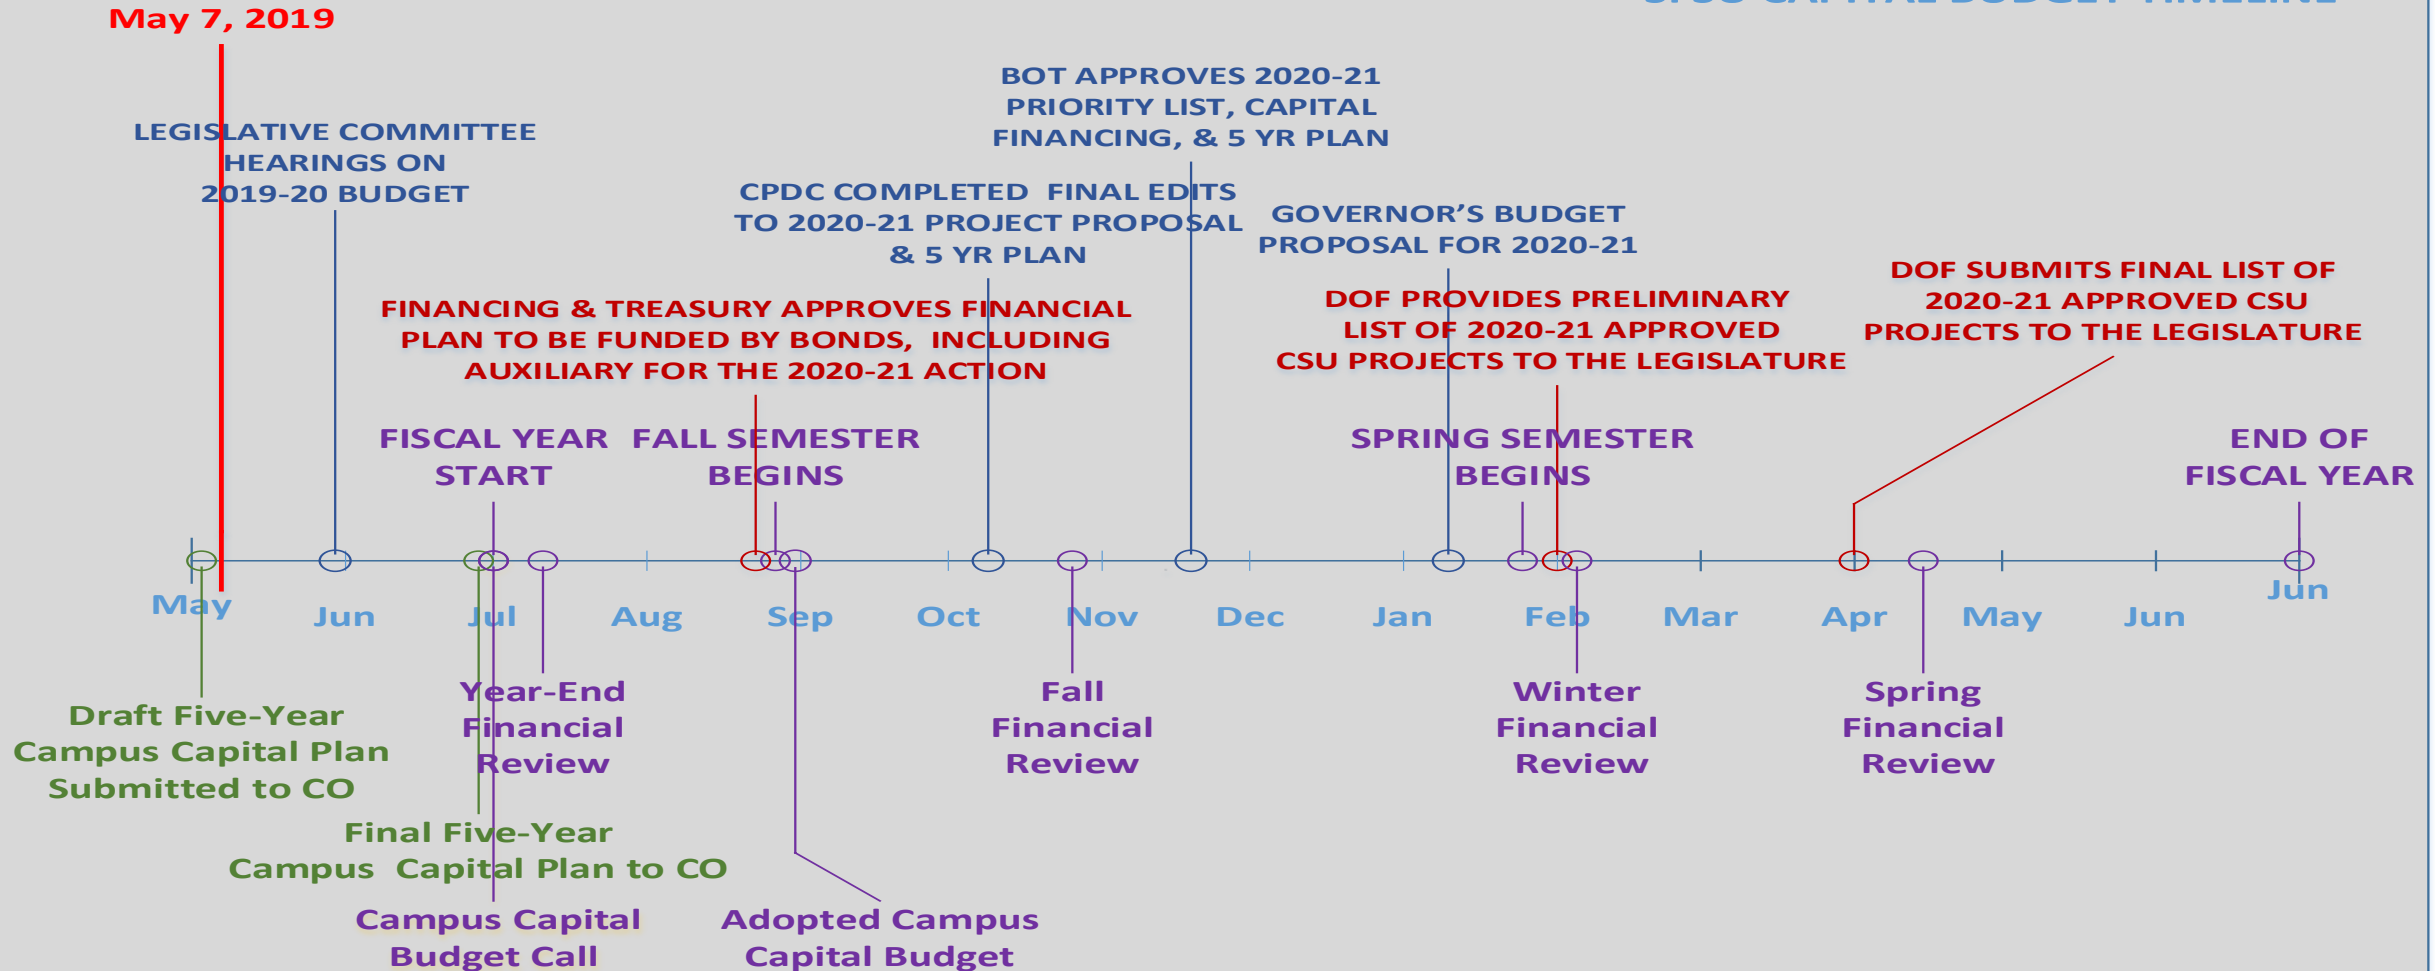 May 7, 2019
CAPITAL BUDGET TIMELINE
BOT APPROVES 2020-21
PRIORITY LIST, CAPITAL
FINANCING, & 5 YR PLAN
LEGISLATIVE COMMITTEE
HEARINGS ON
2019-20 BUDGET
CPDC COMPLETED  FINAL EDITS
TO 2020-21 PROJECT PROPOSAL
& 5 YR PLAN
GOVERNOR’S BUDGET
PROPOSAL FOR 2020-21
DOF SUBMITS FINAL LIST OF
2020-21 APPROVED CSU
PROJECTS TO THE LEGISLATURE
FINANCING & TREASURY APPROVES FINANCIAL
PLAN TO BE FUNDED BY BONDS,  INCLUDING
AUXILIARY FOR THE 2020-21 ACTION
DOF PROVIDES PRELIMINARY
LIST OF 2020-21 APPROVED
CSU PROJECTS TO THE LEGISLATURE
FISCAL YEAR
START
FALL SEMESTER
BEGINS
SPRING SEMESTER
BEGINS
END OF
FISCAL YEAR
May
Jun
Jul
Aug
Sep
Oct
Nov
Dec
Jan
Feb
Mar
Apr
May
Jun
Jun
Draft Five-Year
Campus Capital Plan
Submitted to CO
Year-End
Financial
Review
Fall
Financial
Review
Winter
Financial
Review
Spring
Financial
Review
Final Five-Year
Campus  Capital Plan to CO
Campus Capital
Budget Call
Adopted Campus
Capital Budget